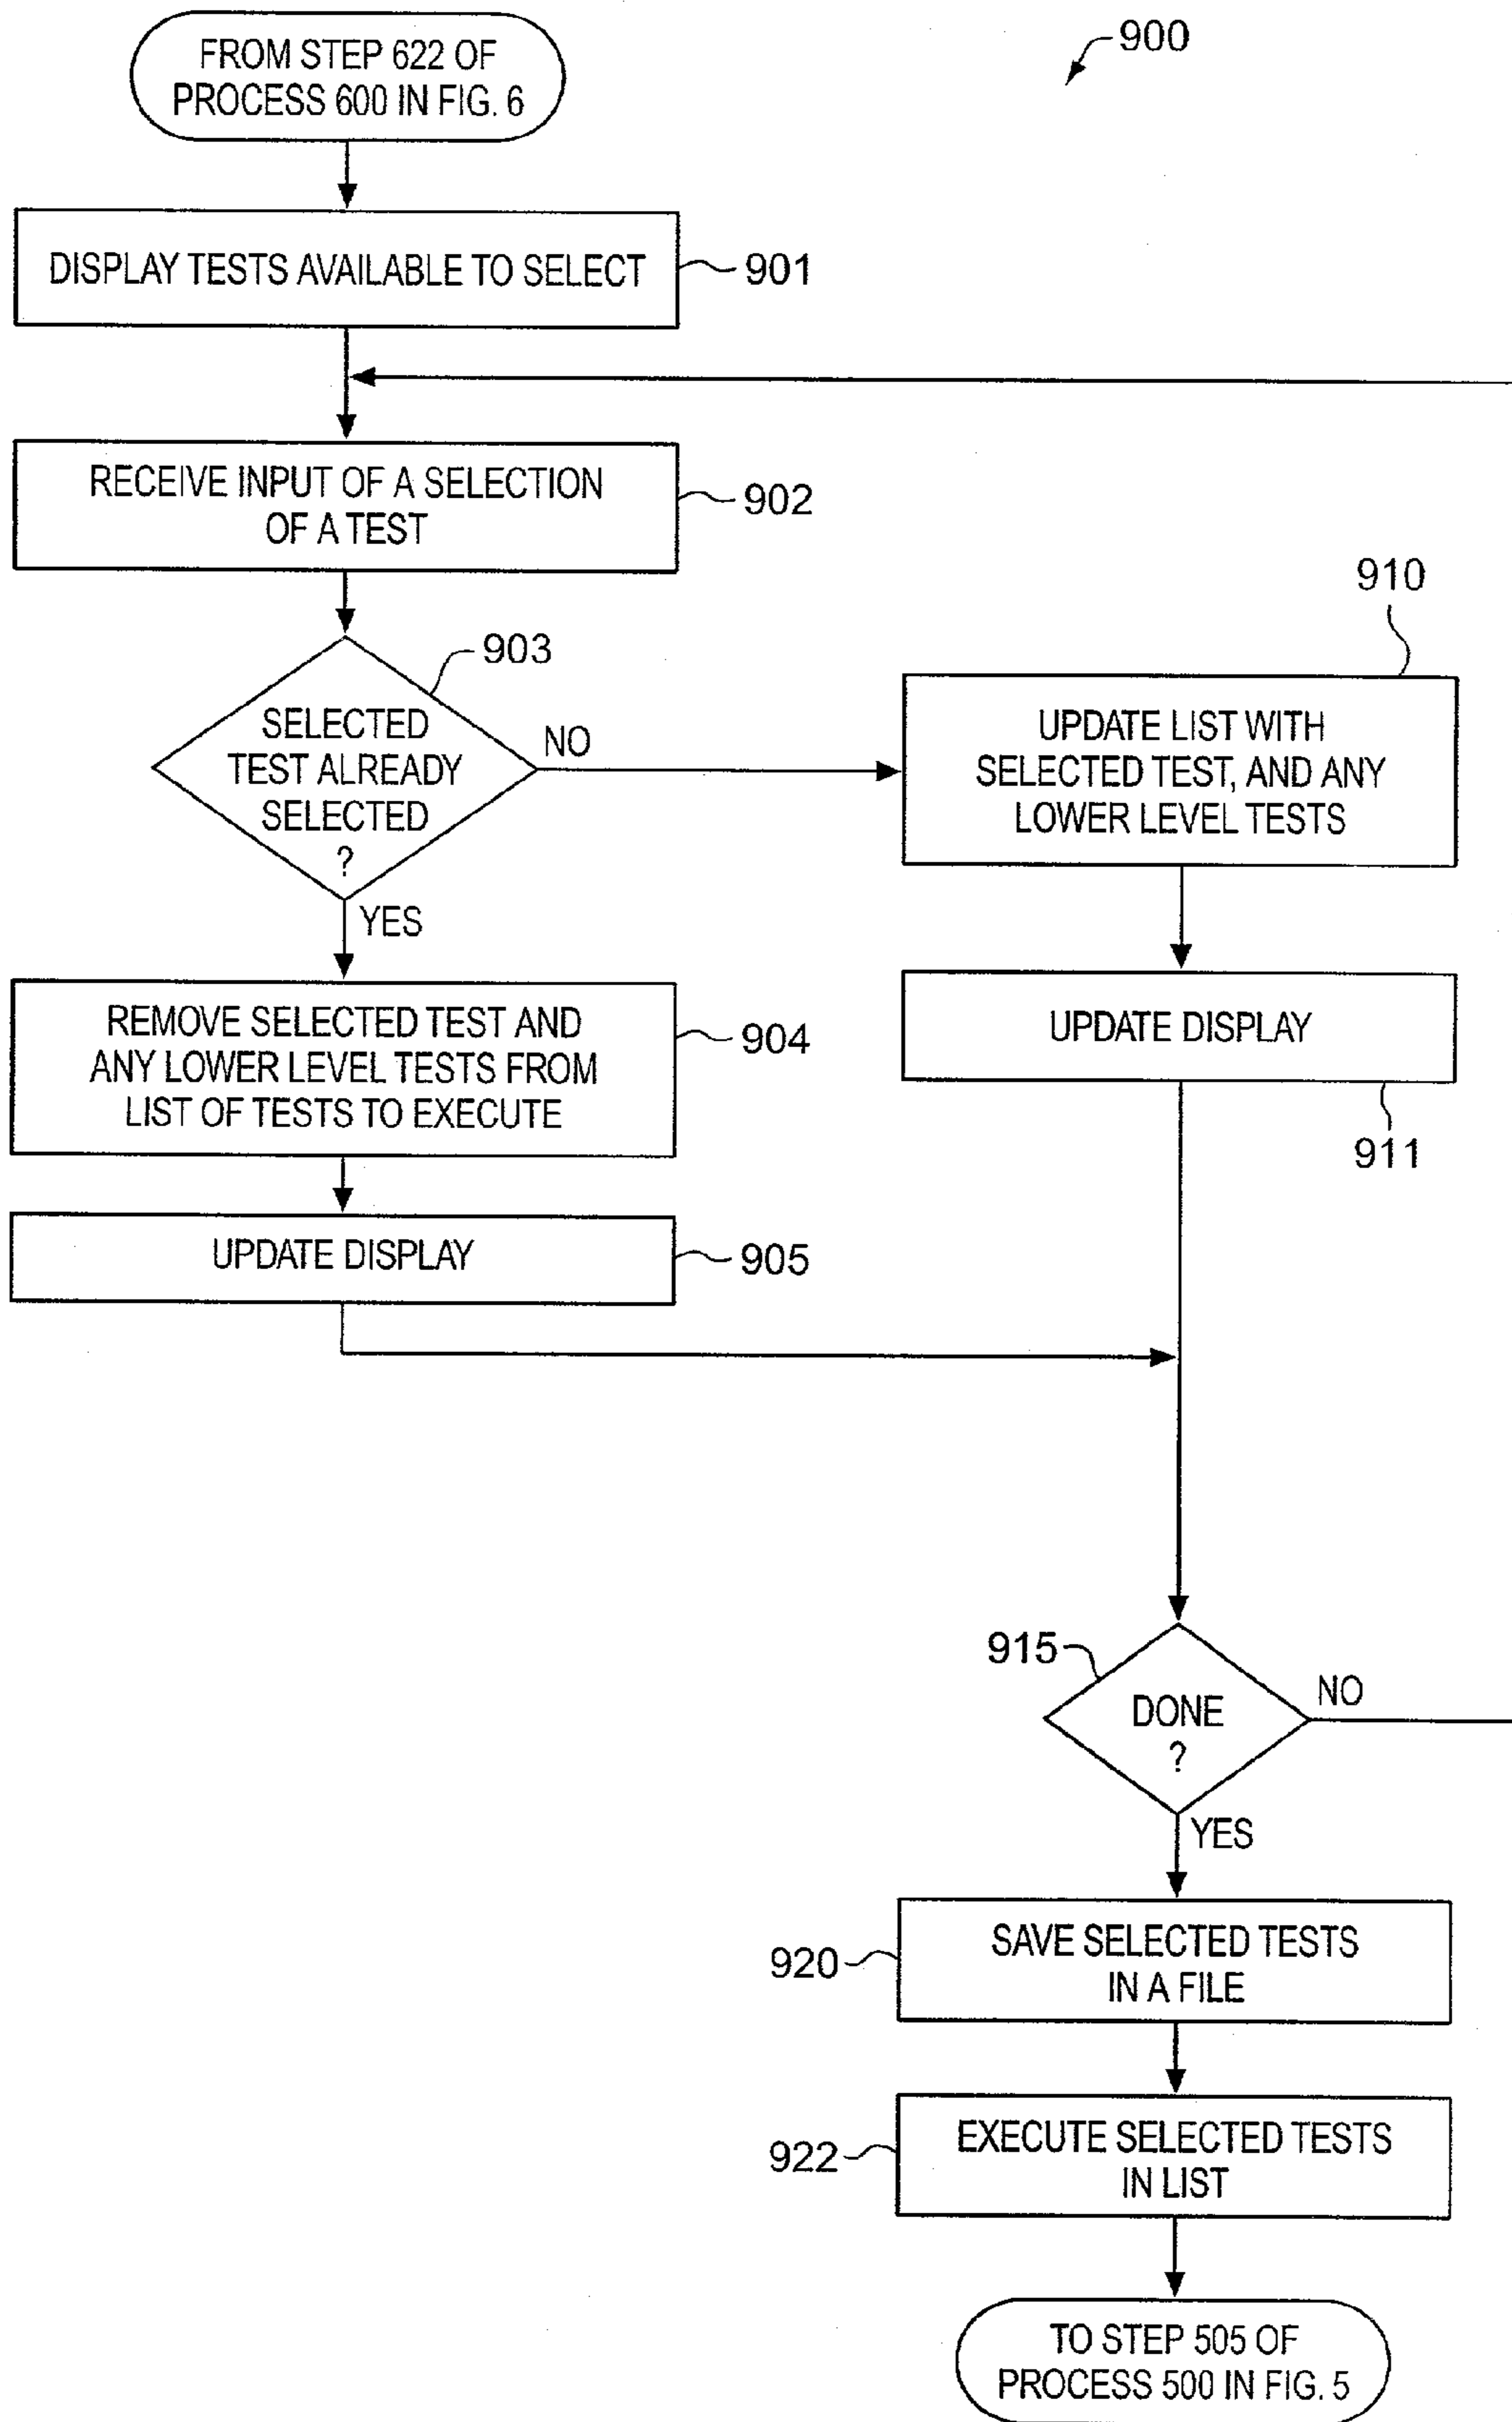 FROM STEP 622 OF
PROCESS 600 IN FIG. 6
900
DISPLAY TESTS AVAILABLE TO SELECT
901
RECEIVE INPUT OF A SELECTION
OF A TEST
902
903
SELECTED
TEST ALREADY
SELECTED
?
NO
YES
910
UPDATE LIST WITH
SELECTED TEST, AND ANY
LOWER LEVEL TESTS
REMOVE SELECTED TEST AND
ANY LOWER LEVEL TESTS FROM
LIST OF TESTS TO EXECUTE
904
UPDATE DISPLAY
911
UPDATE DISPLAY
905
915
DONE
?
NO
YES
SAVE SELECTED TESTS
IN A FILE
920
EXECUTE SELECTED TESTS
IN LIST
922
TO STEP 505 OF
PROCESS 500 IN FIG. 5